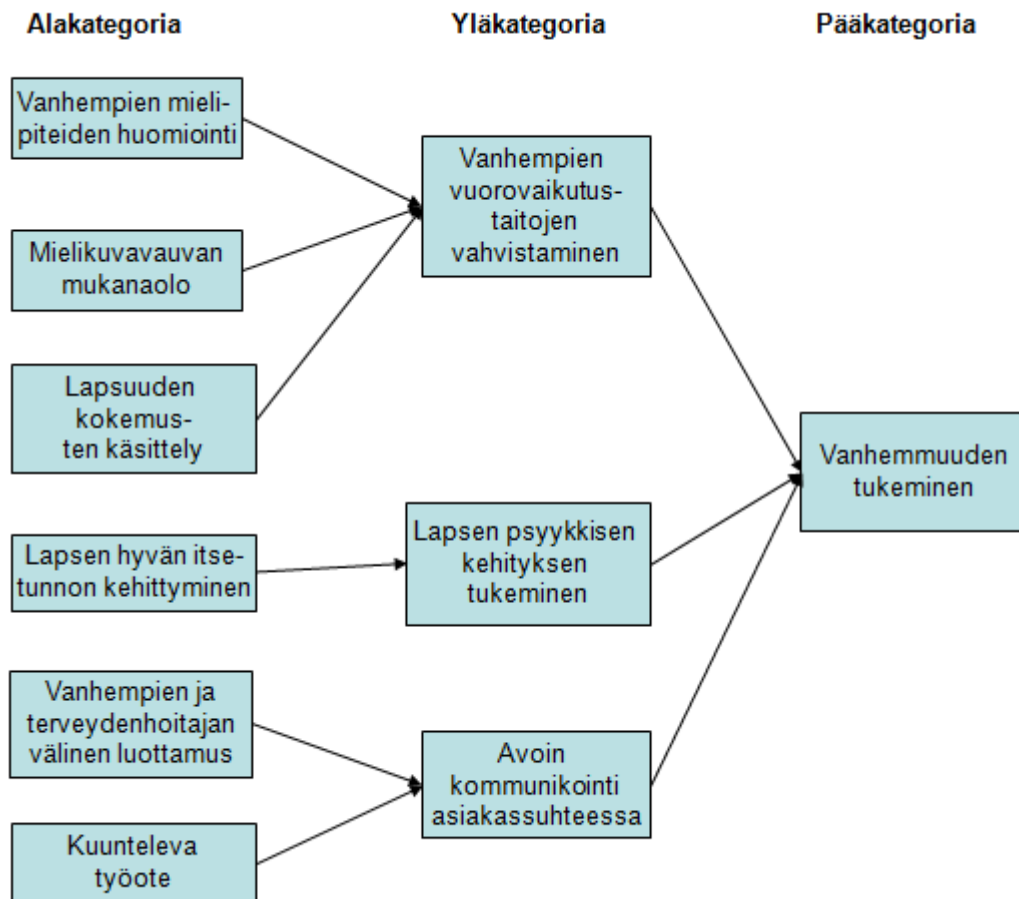 Alakategoria
Yläkategoria
Pääkategoria
Vanhempien mieli-
piteiden huomiointi
Mielikuvavauvan
mukanaolo
Lapsuuden
kokemus-
ten käsittely
Lapsen hyvän itse-
tunnon kehittyminen
Vanhempien ja
terveydenhoitajan
välinen luottamus
Kuunteleva
työote
Vanhempien
vuorovaikutus-
taitojen
vahvistaminen
Lapsen psyykkisen
kehityksen
tukeminen
Avoin
kommunikointi
asiakassuhteessa
Vanhemmuuden
tukeminen